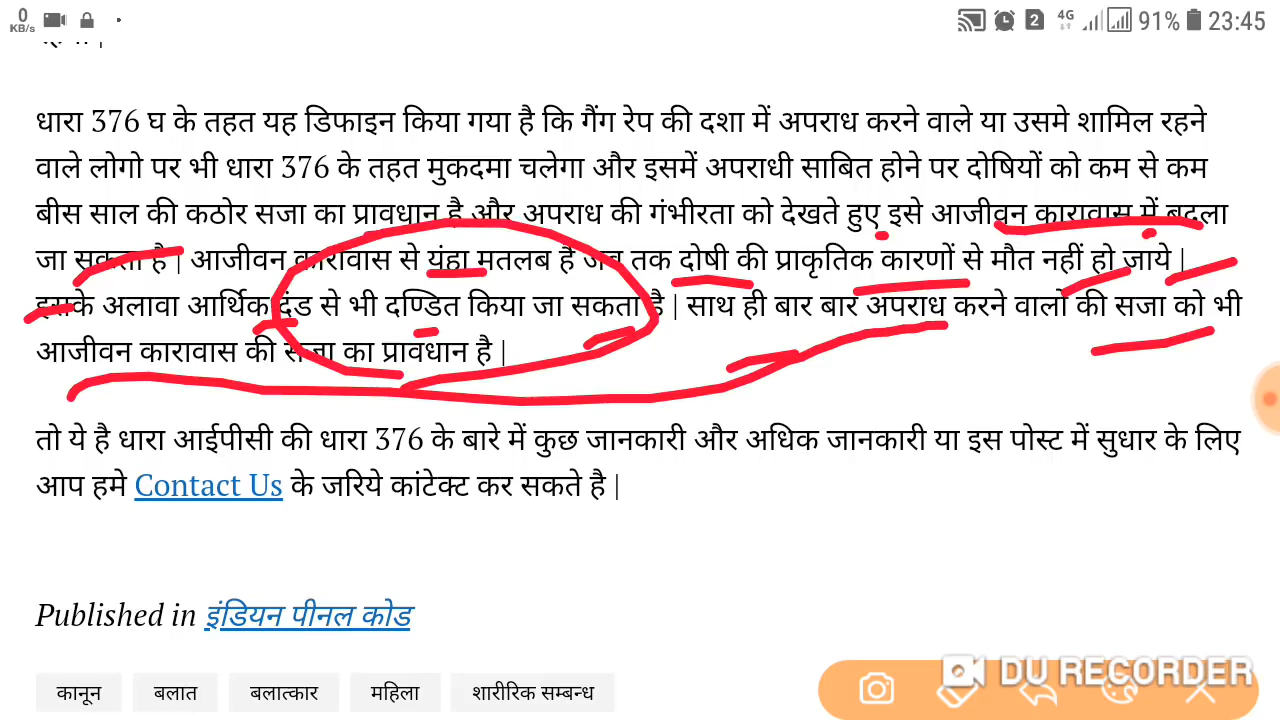 0
KB/s
4G
2
91%
23:45
धारा 376 घ के तहत यह डिफाइन किया गया है कि गैंग रेप की दशा में अपराध करने वाले या उसमे शामिल रहने
वाले लोगो पर भी धारा 376 के तहत मुकदमा चलेगा और इसमें अपराधी साबित होने पर दोषियों को कम से कम
बीस साल की कठोर सजा का प्रावधान है और अपराध की गंभीरता को देखते हुए इसे आजीवन कारावास में बदला
जा सकता है | आजीवन कारावास से यंहा मतलब है जब तक दोषी की प्राकृतिक कारणों से मौत नहीं हो जाये |
इसके अलावा आर्थिक दंड से भी दण्डित किया जा सकता है | साथ ही बार बार अपराध करने वालो की सजा को भी
आजीवन कारावास की सजा का प्रावधान है |
तो ये है धारा आईपीसी की धारा 376 के बारे में कुछ जानकारी और अधिक जानकारी या इस पोस्ट में सुधार के लिए
आप हमे Contact Us के जरिये कांटेक्ट कर सकते है |
Published in इंडियन पीनल कोड
कानून बलात बलात्कार महिला शारीरिक सम्बन्ध
DU RECORDER